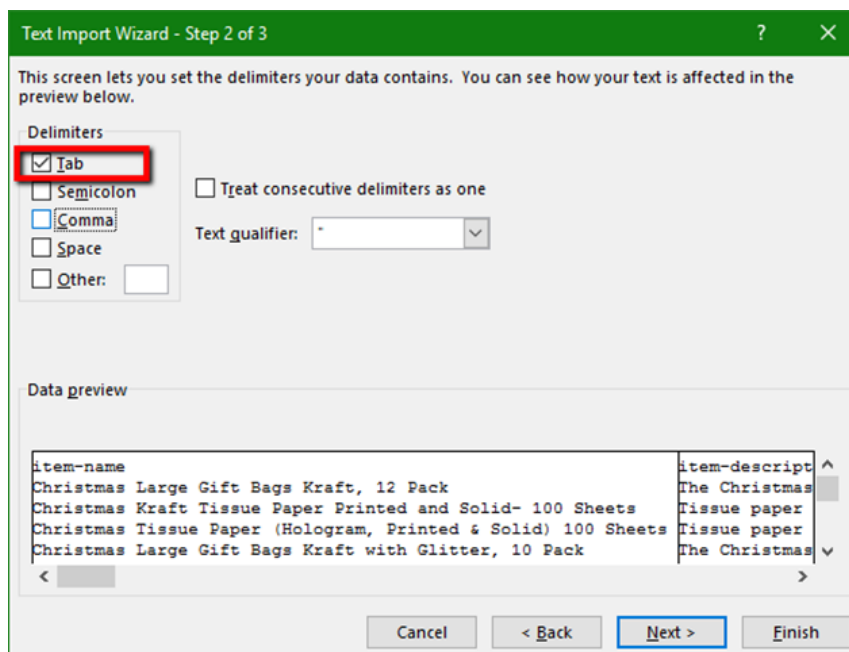 Text Import Wizard - Step 2 of 3 ?
This screen lets you set the delimiters your data contains. You can see how your text is affected in the
preview below.
Delimiters
Tab
Semicolon
Comma
Space
Other:
Treat consecutive delimiters as one
Text qualifier: "
Data preview
item-name item-descript
Christmas Large Gift Bags Kraft, 12 Pack The Christmas
Christmas Kraft Tissue Paper Printed and Solid- 100 Sheets Tissue paper
Christmas Tissue Paper (Hologram, Printed & Solid) 100 Sheets Tissue paper
Christmas Large Gift Bags Kraft with Glitter, 10 Pack The Christmas
Cancel < Back Next > Finish